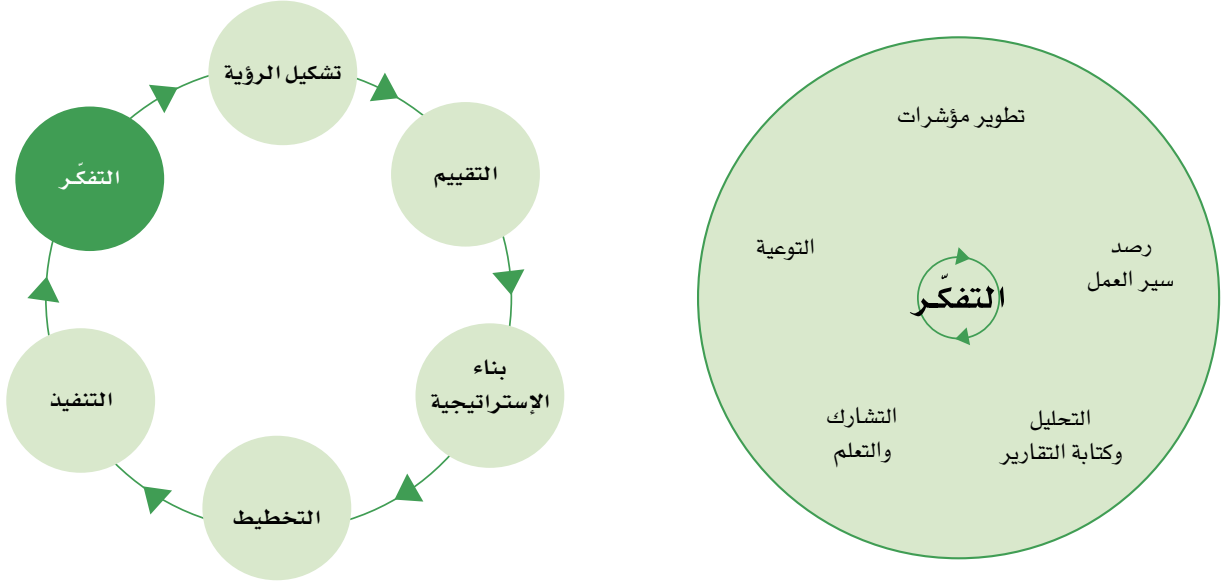 تشكيل الرؤية
التقييم
بناء
الإستراتيجية
التخطيط
التنفيذ
التفكّر
تطوير مؤشرات
رصد
سير العمل
التحليل
وكتابة التقارير
التشارك
والتعلم
التوعية
التفكّر